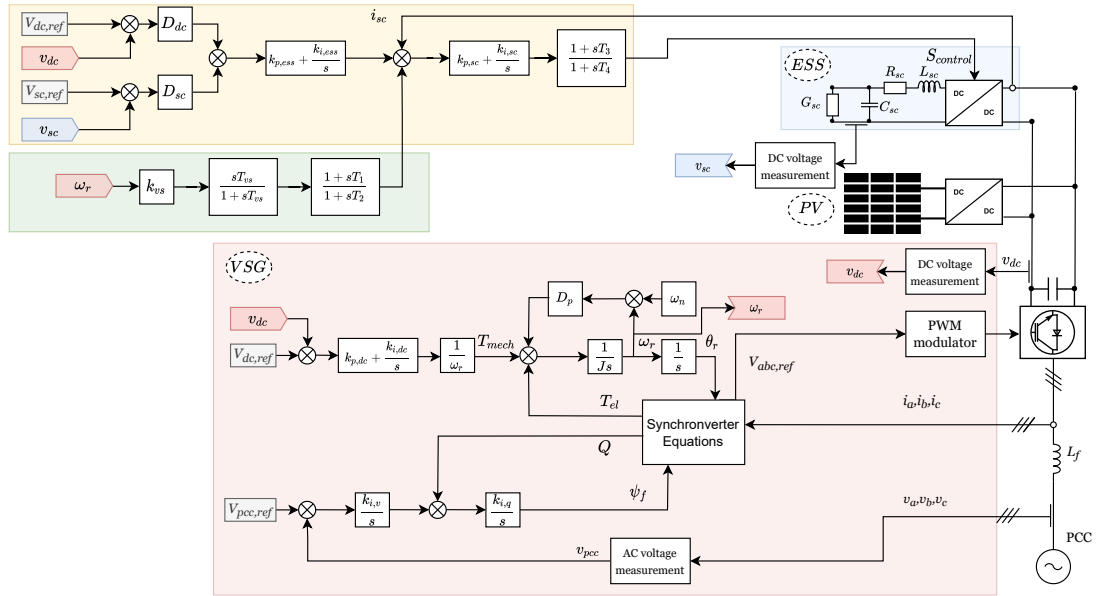 V_{dc,ref}
D_{dc}
i_{sc}
v_{dc}
k_{p,ess} + k_{i,ess}/s
k_{p,sc} + k_{i,sc}/s
1 + sT_3 / 1 + sT_4
V_{sc,ref}
D_{sc}
v_{sc}
ESS
S_{control}
R_{sc}
L_{sc}
G_{sc}
C_{sc}
DC
DC
ω_r
k_{vs}
sT_{vs} / 1 + sT_{vs}
1 + sT_1 / 1 + sT_2
v_{sc}
DC voltage
measurement
PV
DC
DC
VSG
v_{dc}
DC voltage
measurement
v_{dc}
D_p
ω_n
ω_r
v_{dc}
V_{dc,ref}
k_{p,dc} + k_{i,dc}/s
1/ω_r
T_{mech}
1/Js
ω_r
1/s
θ_r
V_{abc,ref}
PWM
modulator
T_{el}
Synchronverter
Equations
i_a,i_b,i_c
Q
L_f
ψ_f
V_{pcc,ref}
k_{i,v}/s
k_{i,q}/s
v_a,v_b,v_c
v_{pcc}
AC voltage
measurement
PCC